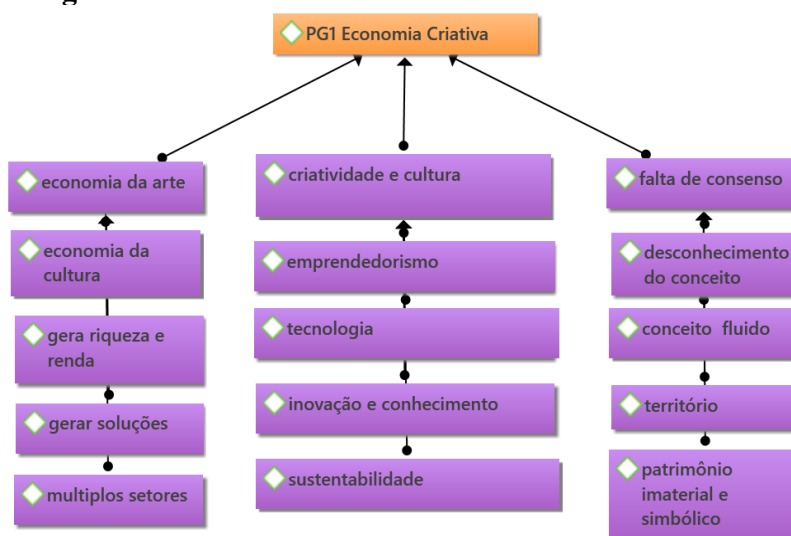 PG1 Economia Criativa
economia da arte
economia da
cultura
gera riqueza e
renda
gerar soluções
multiplos setores
criatividade e cultura
emprendedorismo
tecnologia
inovação e conhecimento
sustentabilidade
falta de consenso
desconhecimento
do conceito
conceito fluido
território
patrimônio
imaterial e
simbólico